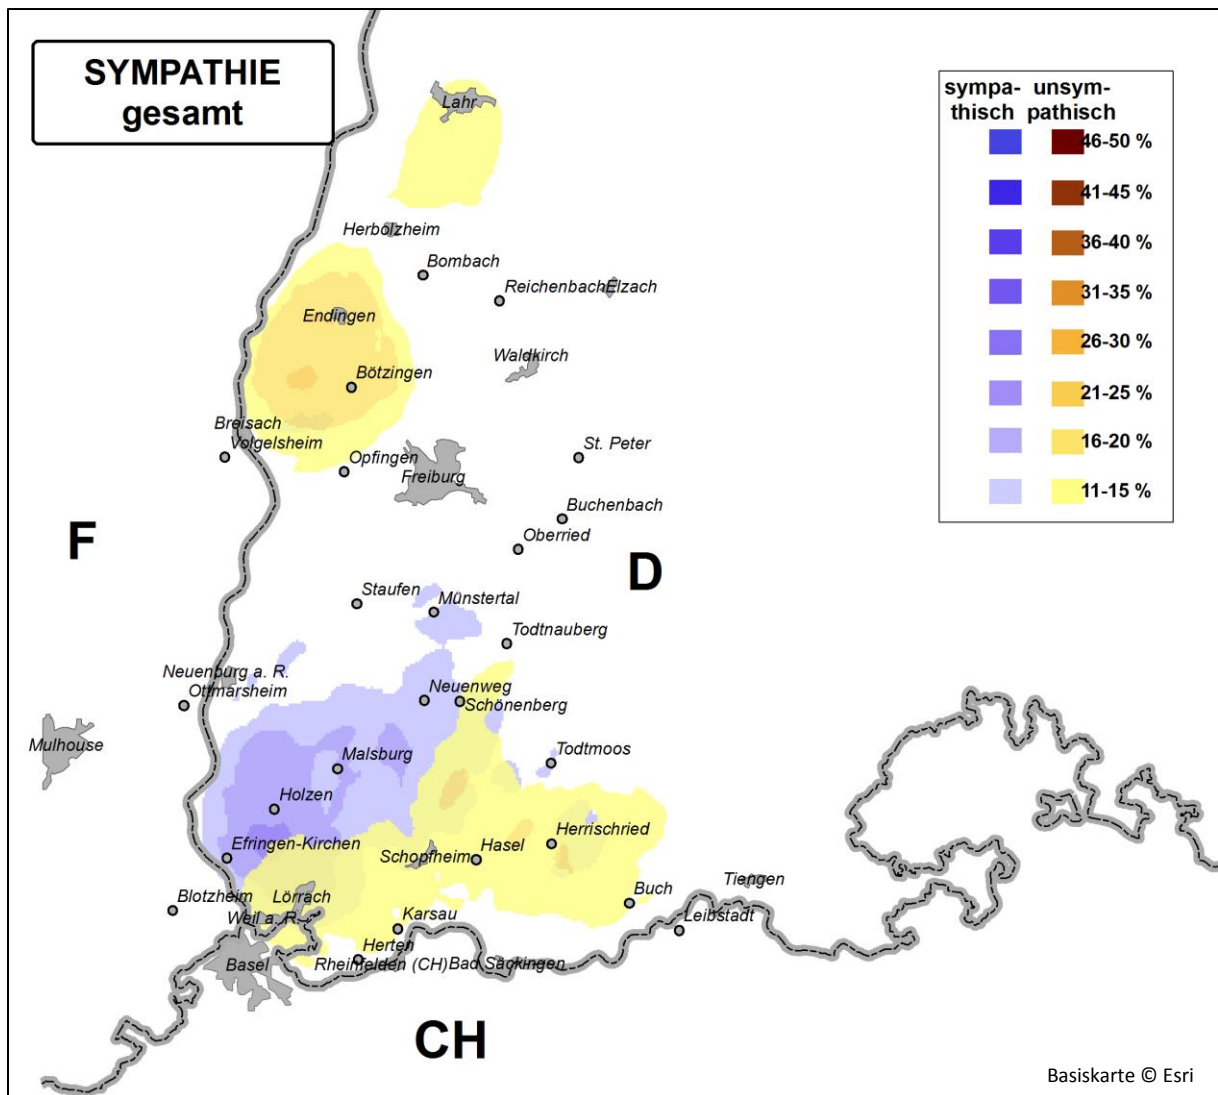 SYMPATHIE
gesamt
sympa-
thisch
unsym-
pathisch
46-50 %
41-45 %
36-40 %
31-35 %
26-30 %
21-25 %
16-20 %
11-15 %
Lahr
Herbolzheim
Bombach
Reichenbach
Elzach
Endingen
Waldkirch
Bötzingen
Breisach
Volgelsheim
Opfingen
Freiburg
St. Peter
Buchenbach
Oberried
F
D
Staufen
Münstertal
Todtnauberg
Neuenburg a. R.
Ottmarsheim
Neuenweg
Schönenberg
Mulhouse
Malsburg
Todtmoos
Holzen
Efringen-Kirchen
Schopfheim
Hasel
Herrischried
Blotzheim
Lörrach
Weil a. R.
Karsau
Buch
Tiengen
Leibstadt
Basel
Herten
Rheinfelden (CH)
Bad Säckingen
CH
Basiskarte © Esri